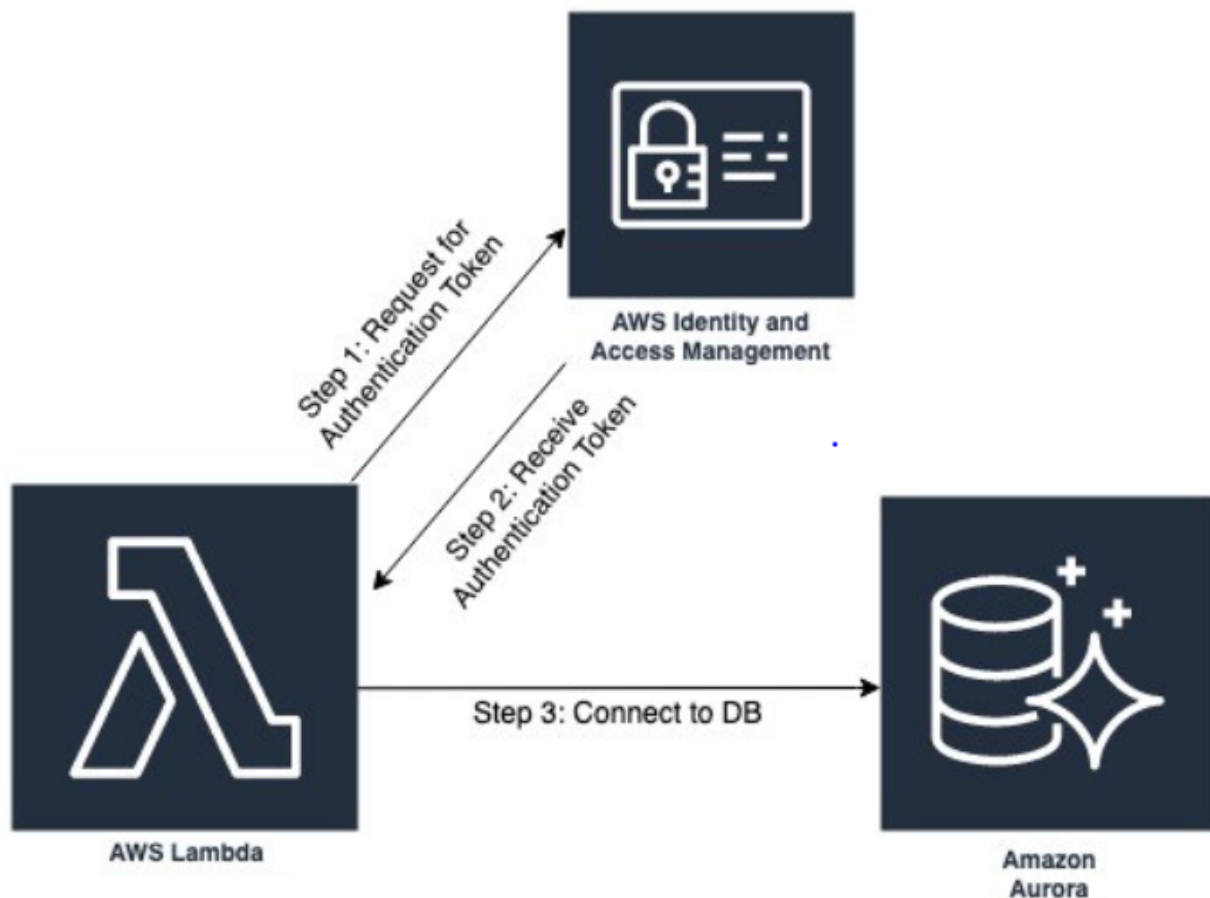 AWS Identity and
Access Management
Step 1: Request for
Authentication Token
Step 2: Receive
Authentication Token
Step 3: Connect to DB
AWS Lambda
Amazon
Aurora